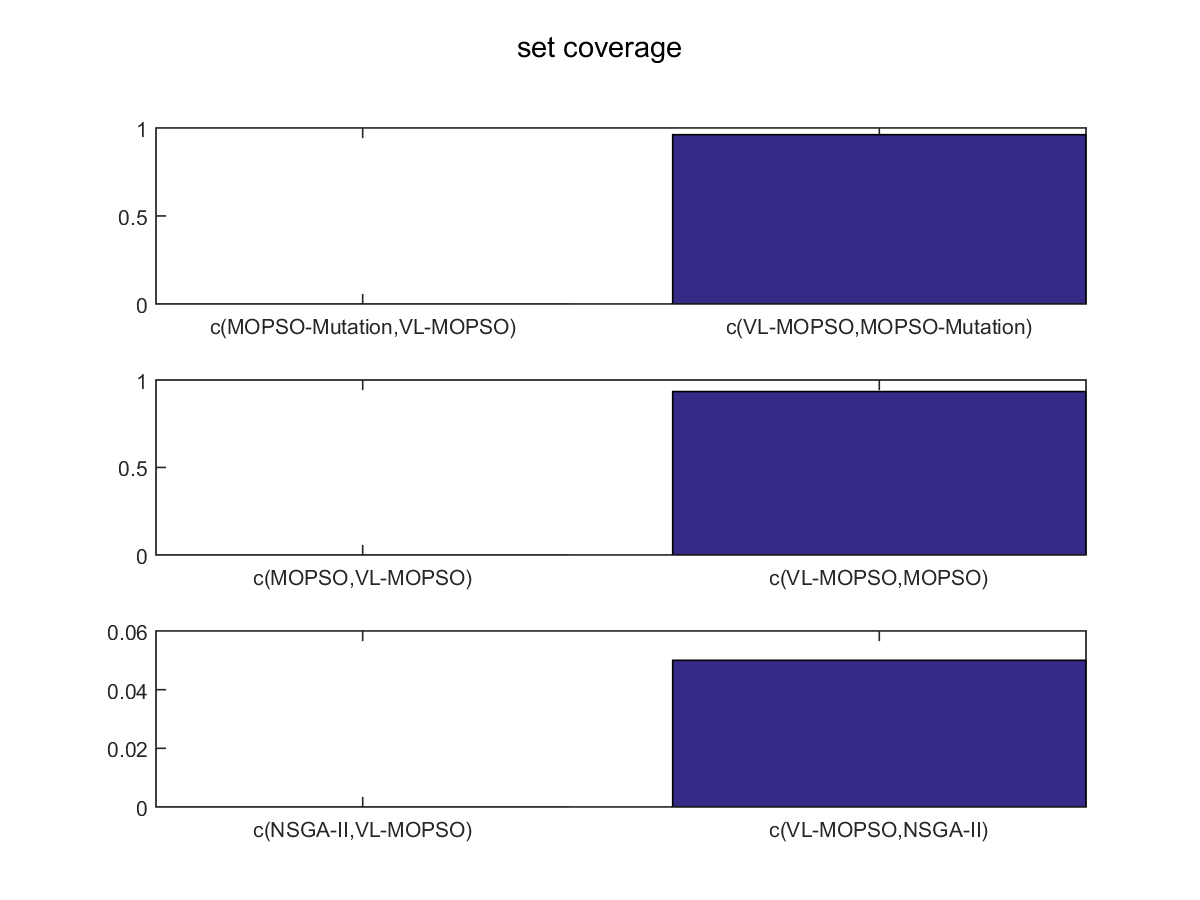 set coverage
1
0.5
0
c(MOPSO-Mutation,VL-MOPSO) c(VL-MOPSO,MOPSO-Mutation)
1
0.5
0
c(MOPSO,VL-MOPSO) c(VL-MOPSO,MOPSO)
0.06
0.04
0.02
0
c(NSGA-II,VL-MOPSO) c(VL-MOPSO,NSGA-II)